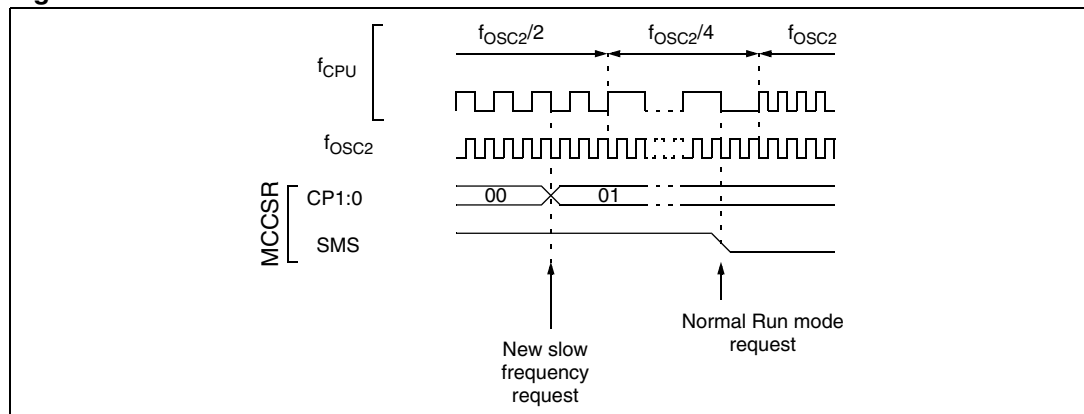 fOSC2/2
fOSC2/4
fOSC2
fCPU
fOSC2
MCCSR
CP1:0
00
01
SMS
New slow
frequency
request
Normal Run mode
request